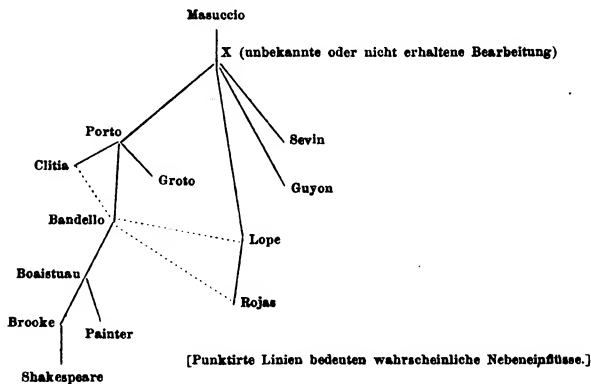 Masuccio
X (unbekannte oder nicht erhaltene Bearbeitung)
Porto
Sevin
Clitia
Groto
Guyon
Bandello
Lope
Boaistuau
Rojas
Brooke
Painter
[Punktirte Linien bedeuten wahrscheinliche Nebeneinflüsse.]
Shakespeare